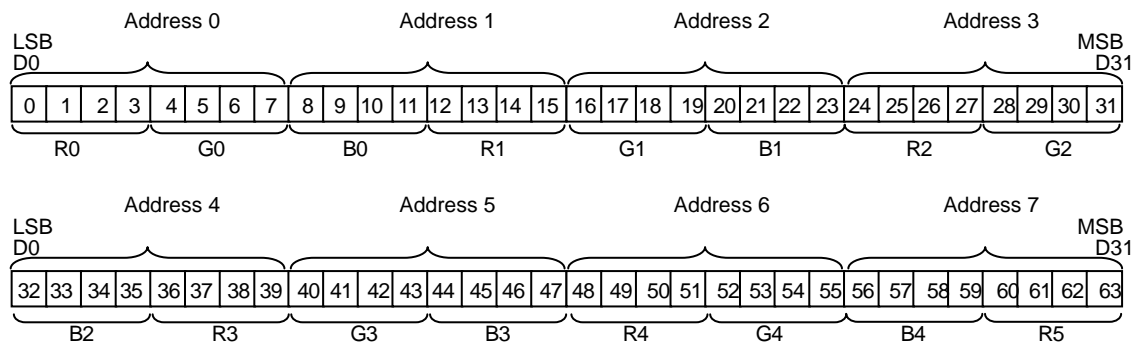 Address 0 Address 1 Address 2 Address 3
LSB MSB
D0 D31
0 1 2 3 4 5 6 7 8 9 10 11 12 13 14 15 16 17 18 19 20 21 22 23 24 25 26 27 28 29 30 31
R0 G0 B0 R1 G1 B1 R2 G2
Address 4 Address 5 Address 6 Address 7
LSB MSB
D0 D31
32 33 34 35 36 37 38 39 40 41 42 43 44 45 46 47 48 49 50 51 52 53 54 55 56 57 58 59 60 61 62 63
B2 R3 G3 B3 R4 G4 B4 R5